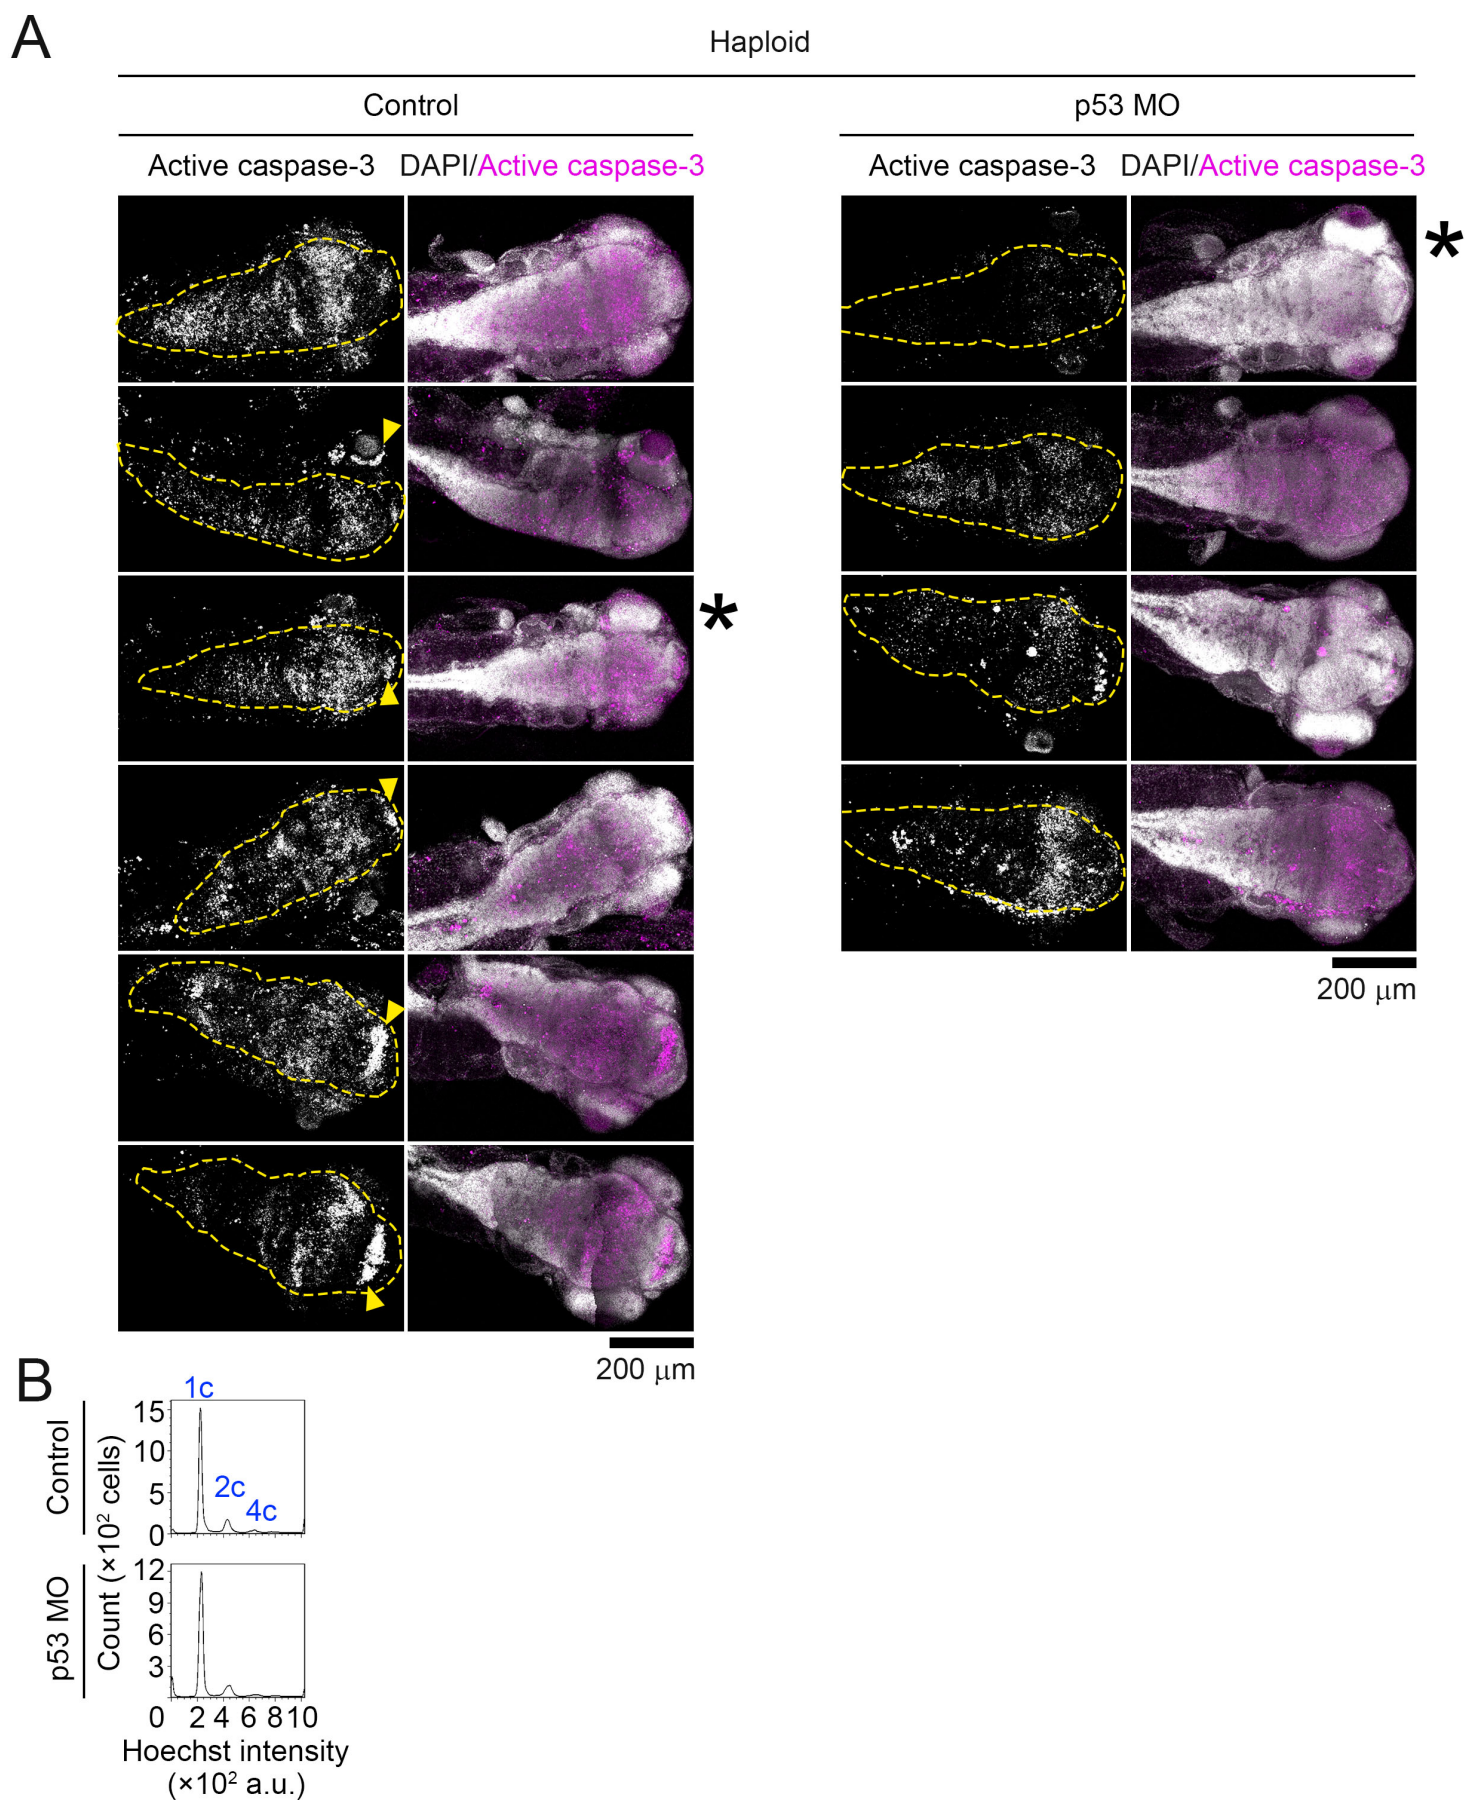 A
Haploid
Control
p53 MO
Active caspase-3
DAPI/Active caspase-3
Active caspase-3
DAPI/Active caspase-3
*
*
200 μm
200 μm
B
Control
p53 MO
Count (×10² cells)
15
10
5
0
1c
2c
4c
12
9
6
3
0 2 4 6 8 10
Hoechst intensity
(×10² a.u.)